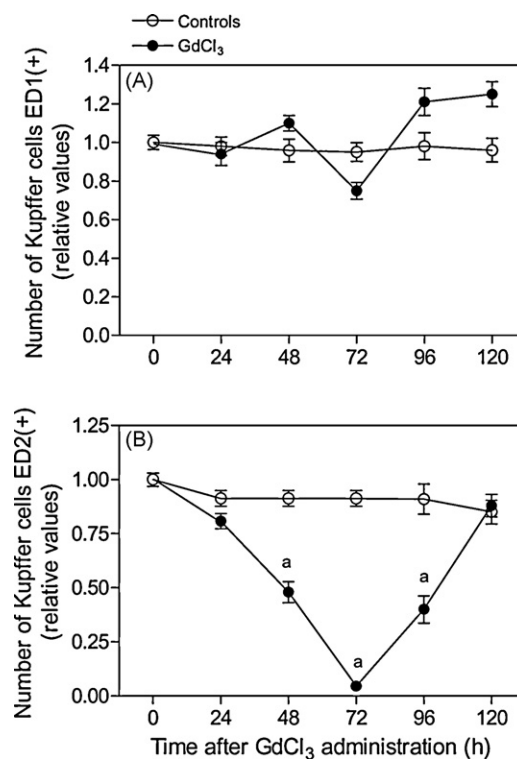 Controls
GdCl₃
(A)
Number of Kupffer cells ED1(+)
(relative values)
1.4
1.2
1.0
0.8
0.6
0.4
0.2
0.0
0 24 48 72 96 120
(B)
Number of Kupffer cells ED2(+)
(relative values)
1.25
1.00
0.75
0.50
0.25
0.00
a
a
a
0 24 48 72 96 120
Time after GdCl₃ administration (h)